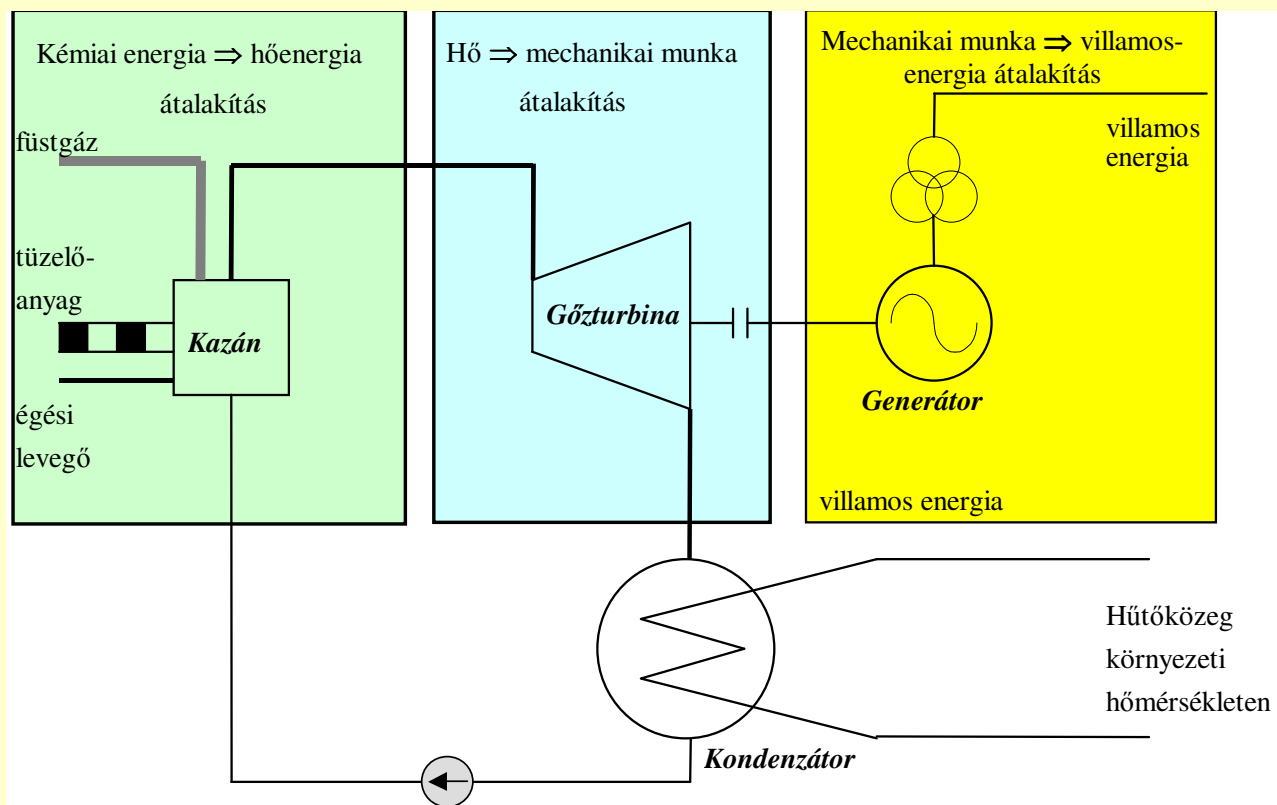 Kémiai energia ⇒ hőenergia
átalakítás
füstgáz
tüzelő-
anyag
Kazán
égési
levegő
Hő ⇒ mechanikai munka
átalakítás
Gőzturbina
Mechanikai munka ⇒ villamos-
energia átalakítás
villamos
energia
Generátor
villamos energia
Hűtőközeg
környezeti
hőmérsékleten
Kondenzátor